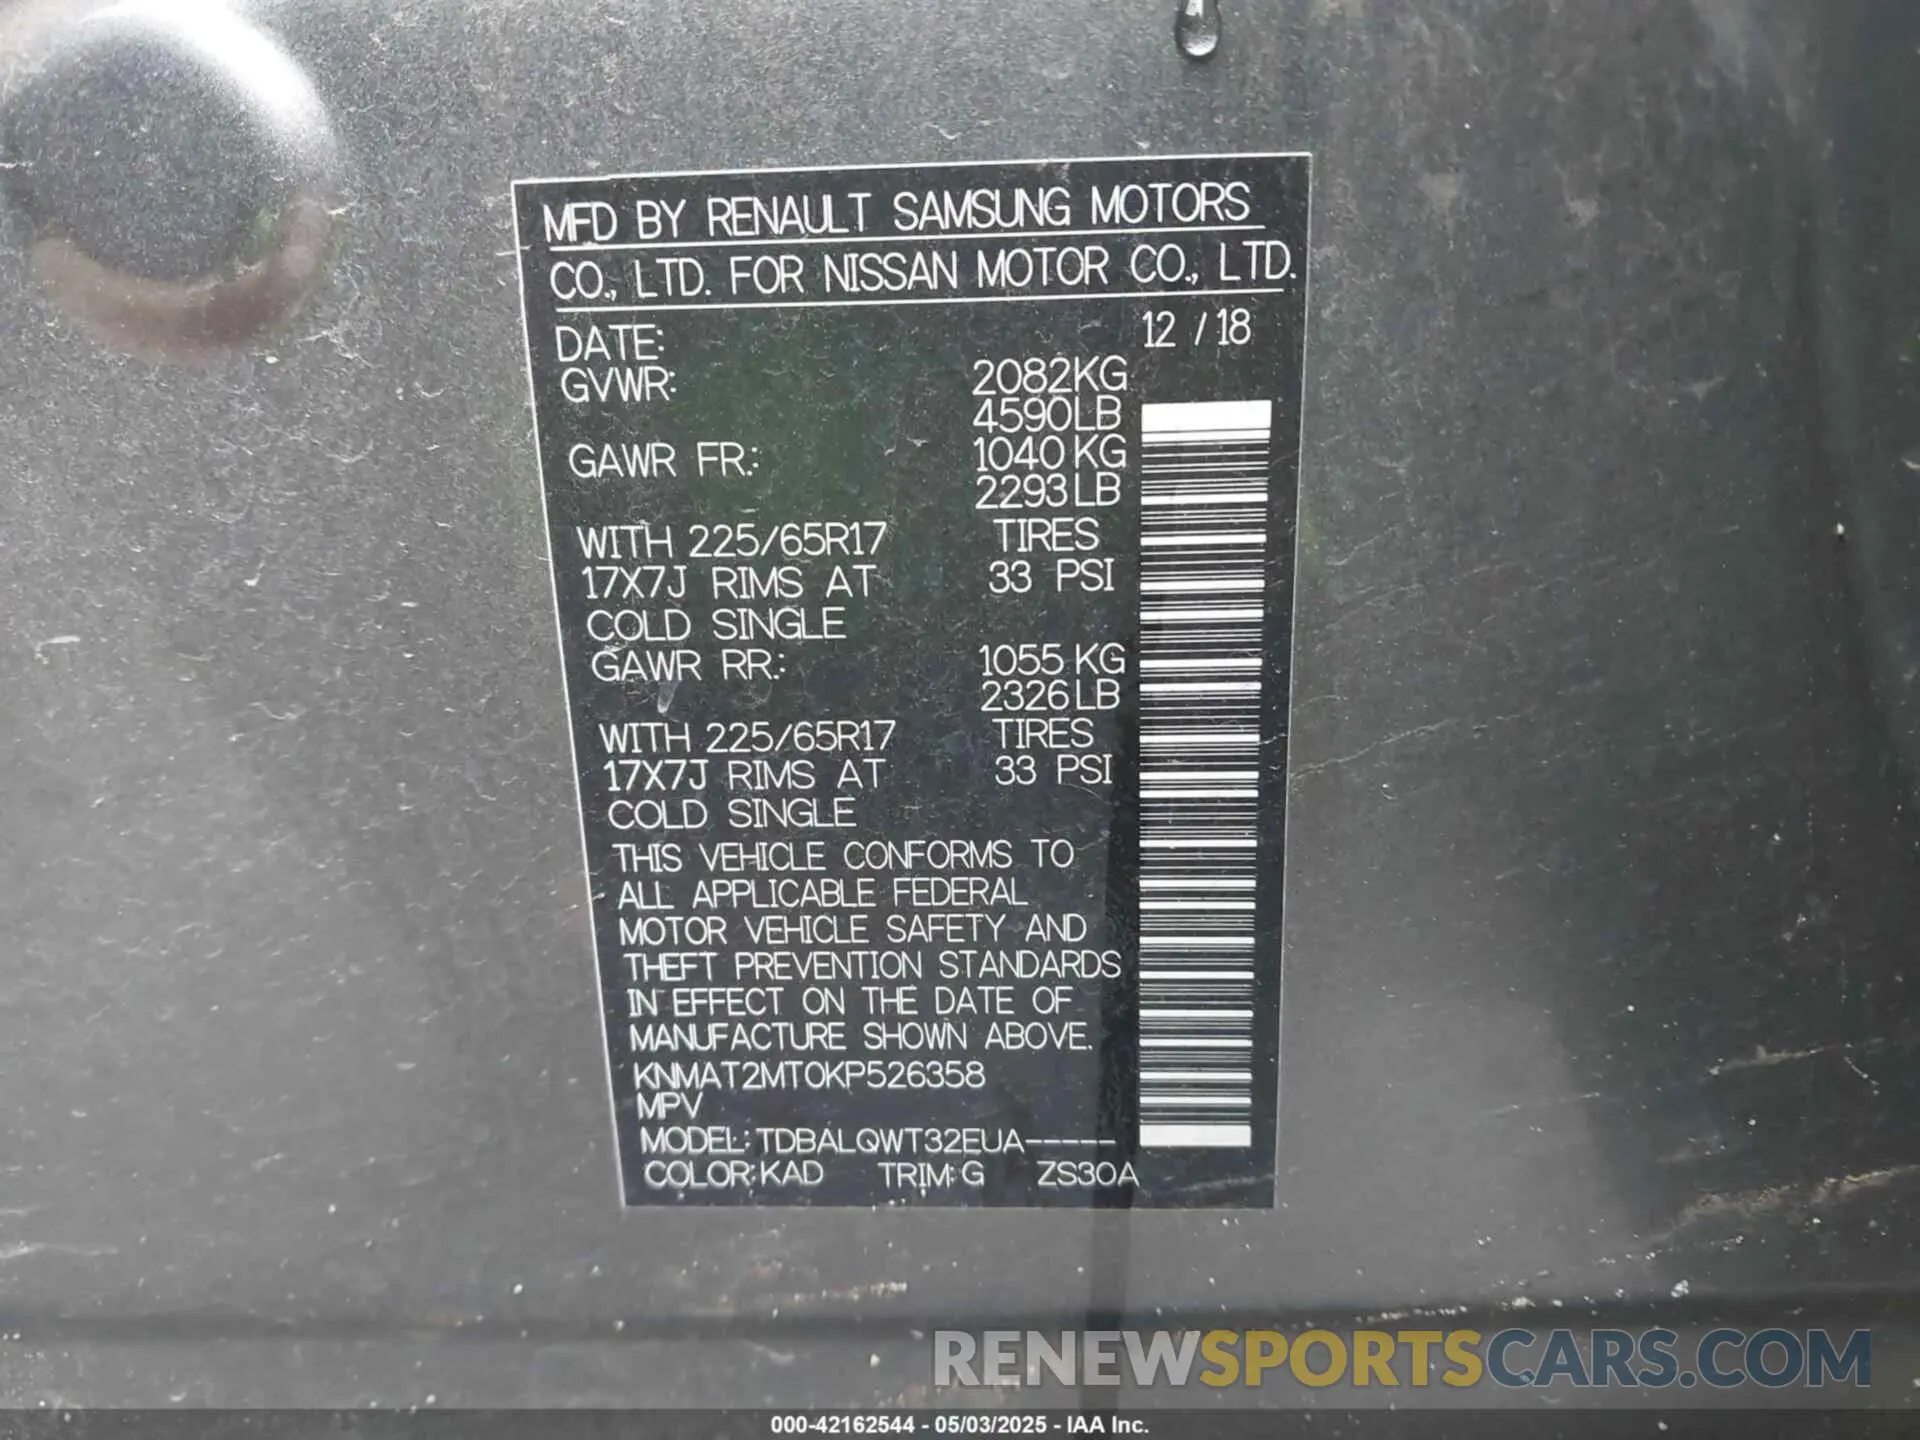 MFD BY RENAULT SAMSUNG MOTORS
CO., LTD. FOR NISSAN MOTOR CO., LTD.
DATE: 12 / 18
GVWR: 2082KG
4590LB
GAWR FR.: 1040 KG
2293LB
WITH 225/65R17 TIRES
17X7J RIMS AT 33 PSI
COLD SINGLE
GAWR RR.: 1055 KG
2326LB
WITH 225/65R17 TIRES
17X7J RIMS AT 33 PSI
COLD SINGLE
THIS VEHICLE CONFORMS TO
ALL APPLICABLE FEDERAL
MOTOR VEHICLE SAFETY AND
THEFT PREVENTION STANDARDS
IN EFFECT ON THE DATE OF
MANUFACTURE SHOWN ABOVE.
KNMAT2MT0KP526358
MPV
MODEL: TDBALQWT32EUA-----
COLOR: KAD TRIM: G ZS30A
RENEWSPORTSCARS.COM
000-42162544 - 05/03/2025 - IAA Inc.